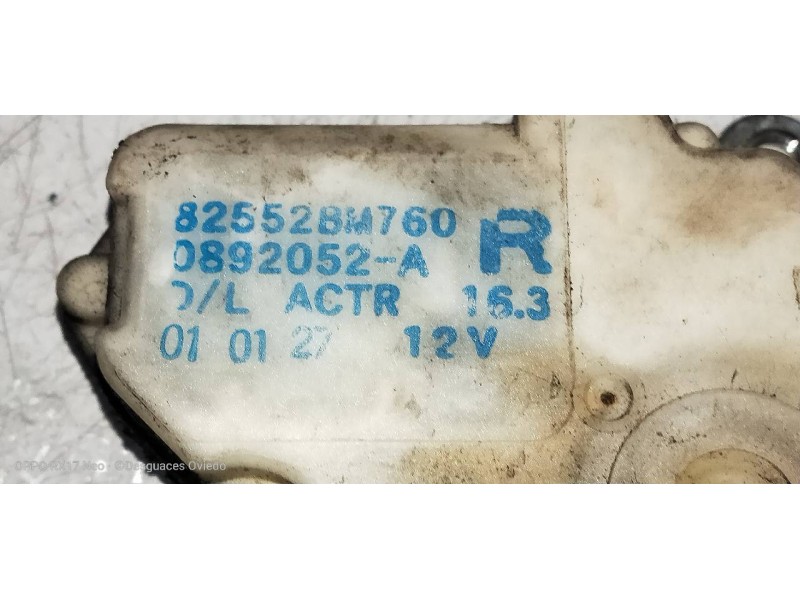 82552BM760
0892052-A
R
D/L ACTR 16.3
01 01 27 12V
OPPO RX17 Neo · ©Desguaces Oviedo